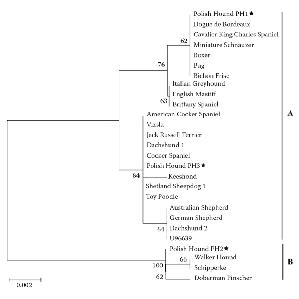 Polish Hound PH1★
Dogue de Bordeaux
Cavalier King Charles Spaniel
62
Miniature Schnauzer
Boxer
76
Pug
Bichon Frise
Italian Greyhound
English Mastiff
63
Brittany Spaniel
American Cocker Spaniel
A
Vizsla
Jack Russell Terrier
Dachshund 1
Cocker Spaniel
Polish Hound PH3★
84
Keeshond
Shetland Sheepdog 1
Toy Poodle
Australian Shepherd
German Shepherd
Dachshund 2
64
U96639
Polish Hound PH2★
Walker Hound
66
B
100
Schipperke
62
Doberman Pinscher
0.002